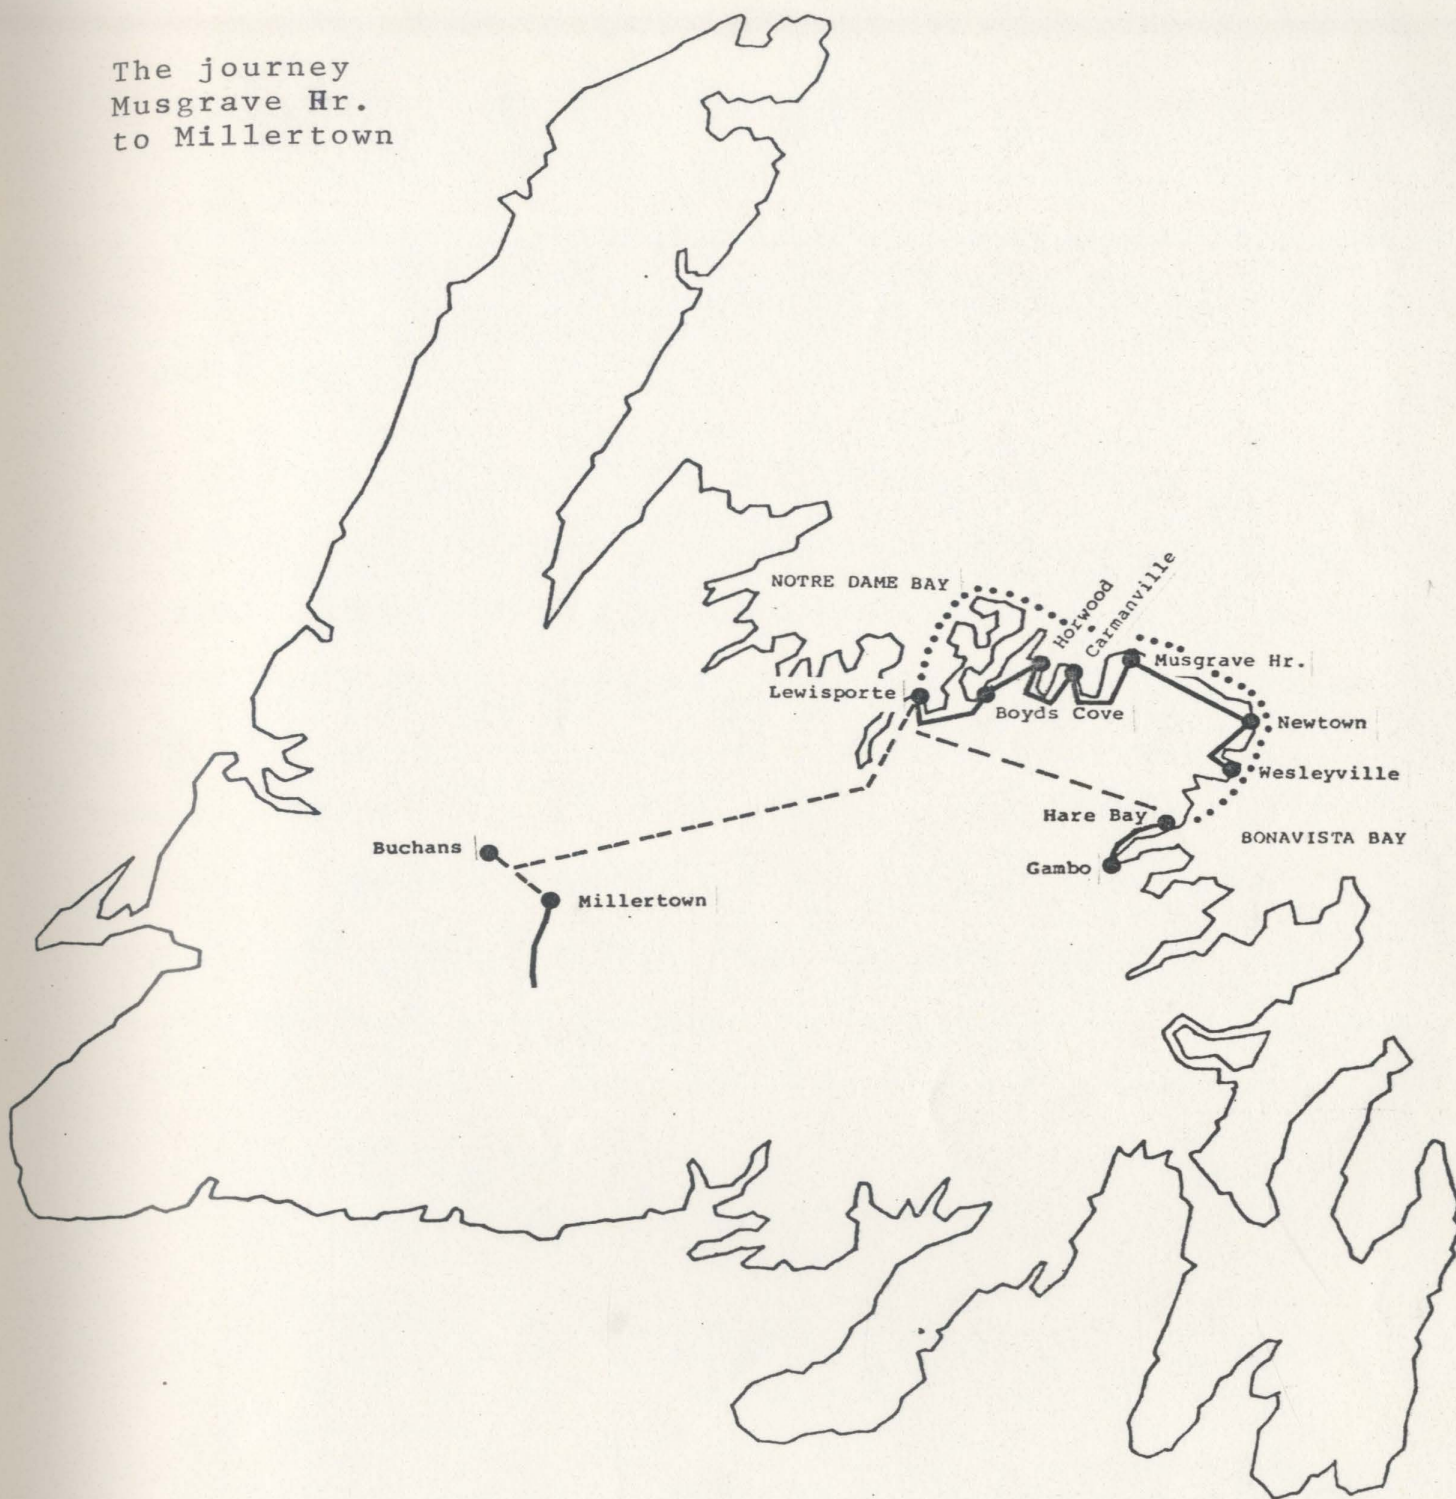 The journey
Musgrave Hr.
to Millertown
NOTRE DAME BAY
Horwood
Carmanville
Musgrave Hr.
Lewisporte
Boyds Cove
Newtown
Wesleyville
Hare Bay
BONAVISTA BAY
Buchans
Gambo
Millertown